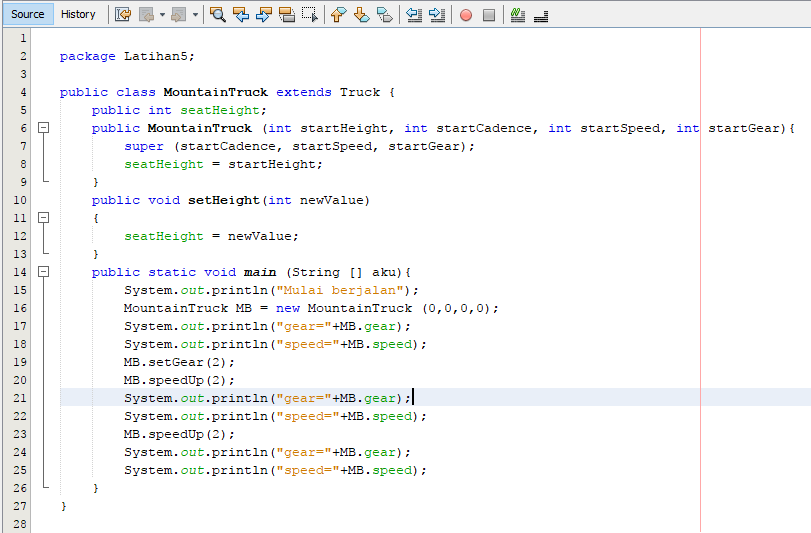 Source History
1
2 package Latihan5;
3
4 public class MountainTruck extends Truck {
5 public int seatHeight;
6 public MountainTruck (int startHeight, int startCadence, int startSpeed, int startGear){
7 super (startCadence, startSpeed, startGear);
8 seatHeight = startHeight;
9 }
10 public void setHeight(int newValue)
11 {
12 seatHeight = newValue;
13 }
14 public static void main (String [] aku){
15 System.out.println("Mulai berjalan");
16 MountainTruck MB = new MountainTruck (0,0,0,0);
17 System.out.println("gear="+MB.gear);
18 System.out.println("speed="+MB.speed);
19 MB.setGear(2);
20 MB.speedUp(2);
21 System.out.println("gear="+MB.gear);
22 System.out.println("speed="+MB.speed);
23 MB.speedUp(2);
24 System.out.println("gear="+MB.gear);
25 System.out.println("speed="+MB.speed);
26 }
27 }
28